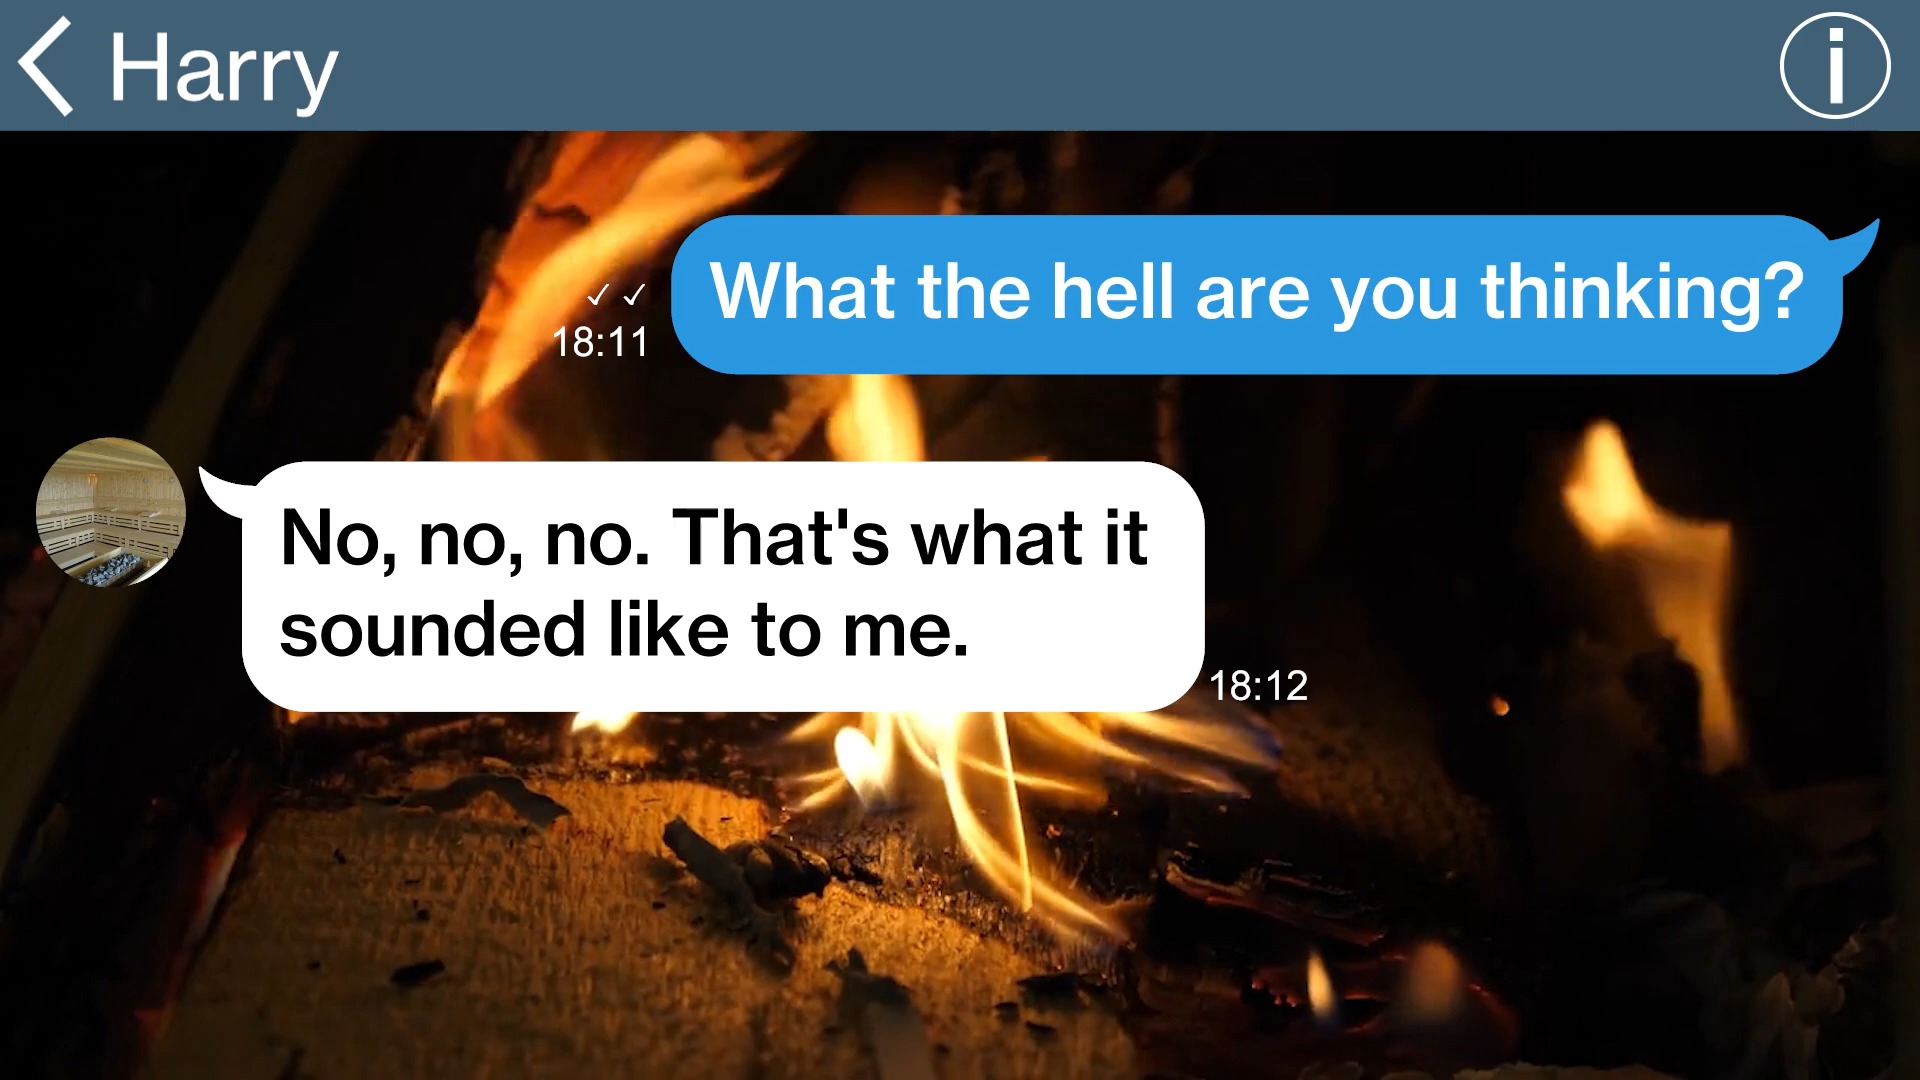 Harry
What the hell are you thinking?
✓ ✓
18:11
No, no, no. That's what it
sounded like to me.
18:12